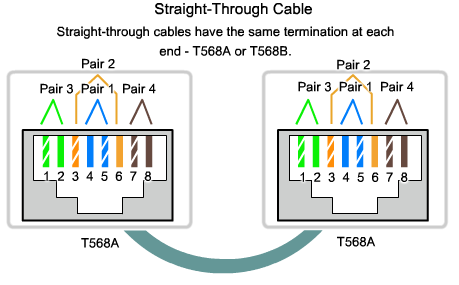 Straight-Through Cable
Straight-through cables have the same termination at each
end - T568A or T568B.
Pair 2
Pair 3 Pair 1 Pair 4
1 2 3 4 5 6 7 8
T568A
Pair 2
Pair 3 Pair 1 Pair 4
1 2 3 4 5 6 7 8
T568A